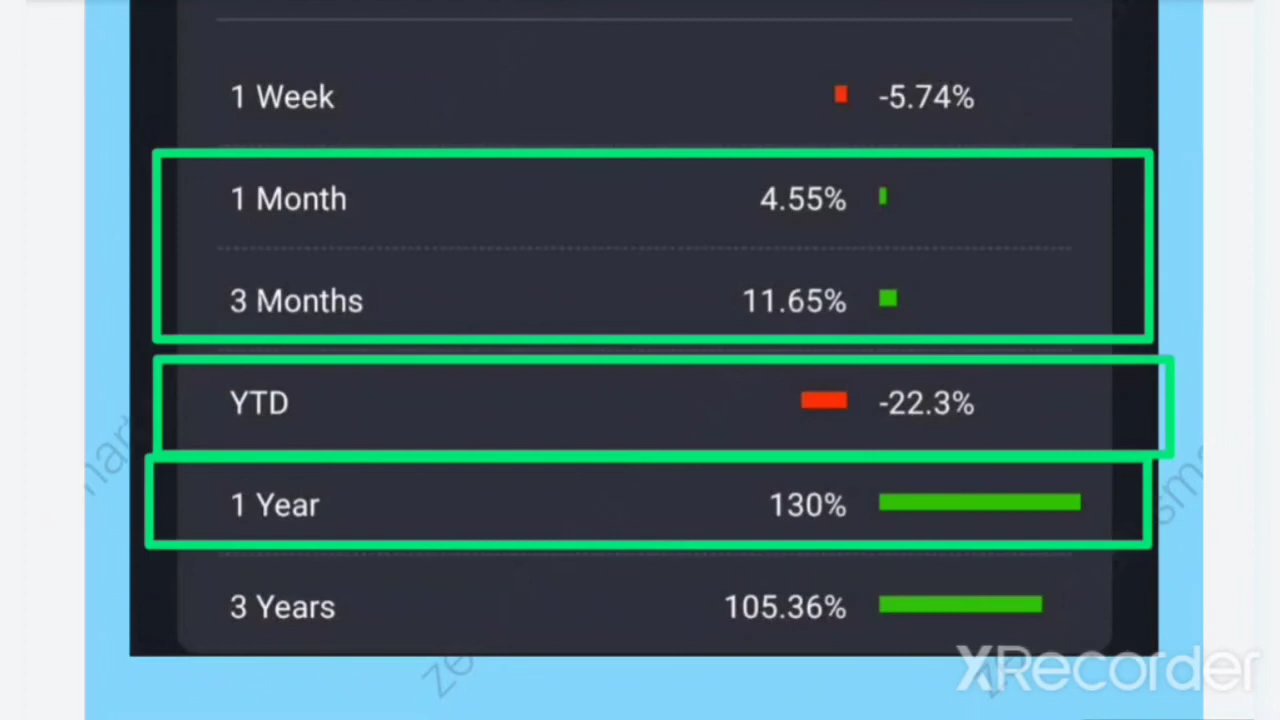 1 Week -5.74%
1 Month 4.55%
3 Months 11.65%
YTD -22.3%
1 Year 130%
3 Years 105.36%
XRecorder